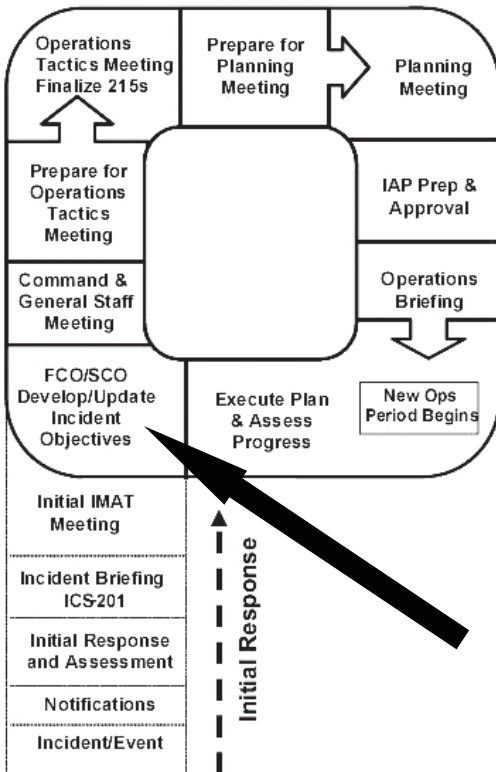 Operations
Tactics Meeting
Finalize 215s
Prepare for
Planning
Meeting
Planning
Meeting
Prepare for
Operations
Tactics
Meeting
IAP Prep &
Approval
Command &
General Staff
Meeting
Operations
Briefing
FCO/SCO
Develop/Update
Incident
Objectives
Execute Plan
& Assess
Progress
New Ops
Period Begins
Initial IMAT
Meeting
Incident Briefing
ICS-201
Initial Response
and Assessment
Notifications
Incident/Event
Initial Response